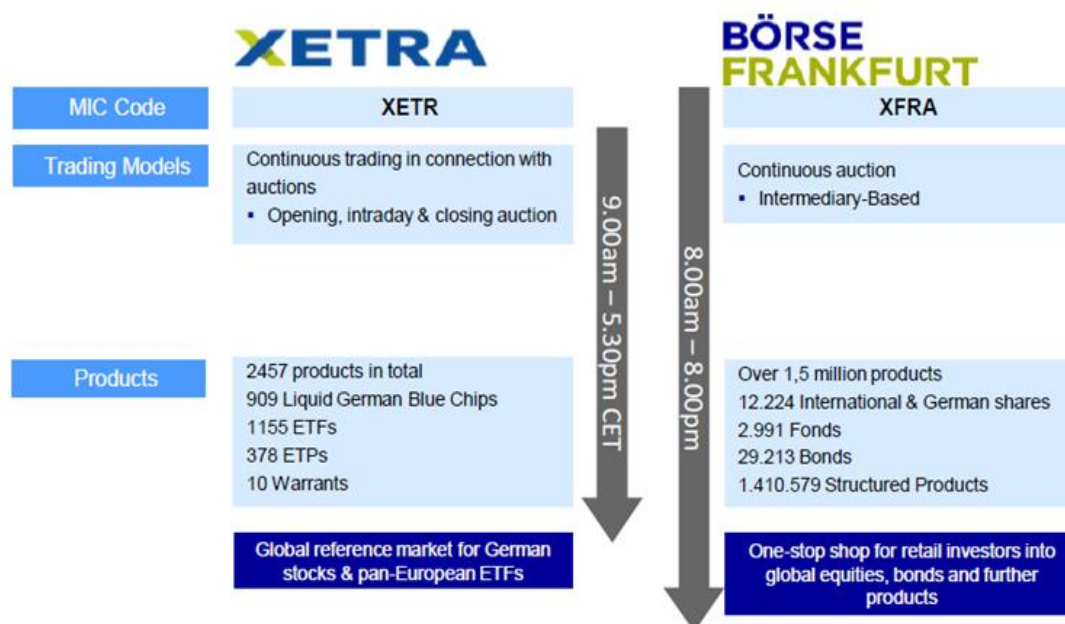 XETRA
BÖRSE
FRANKFURT
MIC Code
XETR
XFRA
Trading Models
Continuous trading in connection with
auctions
▪ Opening, intraday & closing auction
Continuous auction
▪ Intermediary-Based
9.00am – 5.30pm CET
8.00am – 8.00pm
Products
2457 products in total
909 Liquid German Blue Chips
1155 ETFs
378 ETPs
10 Warrants
Over 1,5 million products
12.224 International & German shares
2.991 Fonds
29.213 Bonds
1.410.579 Structured Products
Global reference market for German
stocks & pan-European ETFs
One-stop shop for retail investors into
global equities, bonds and further
products